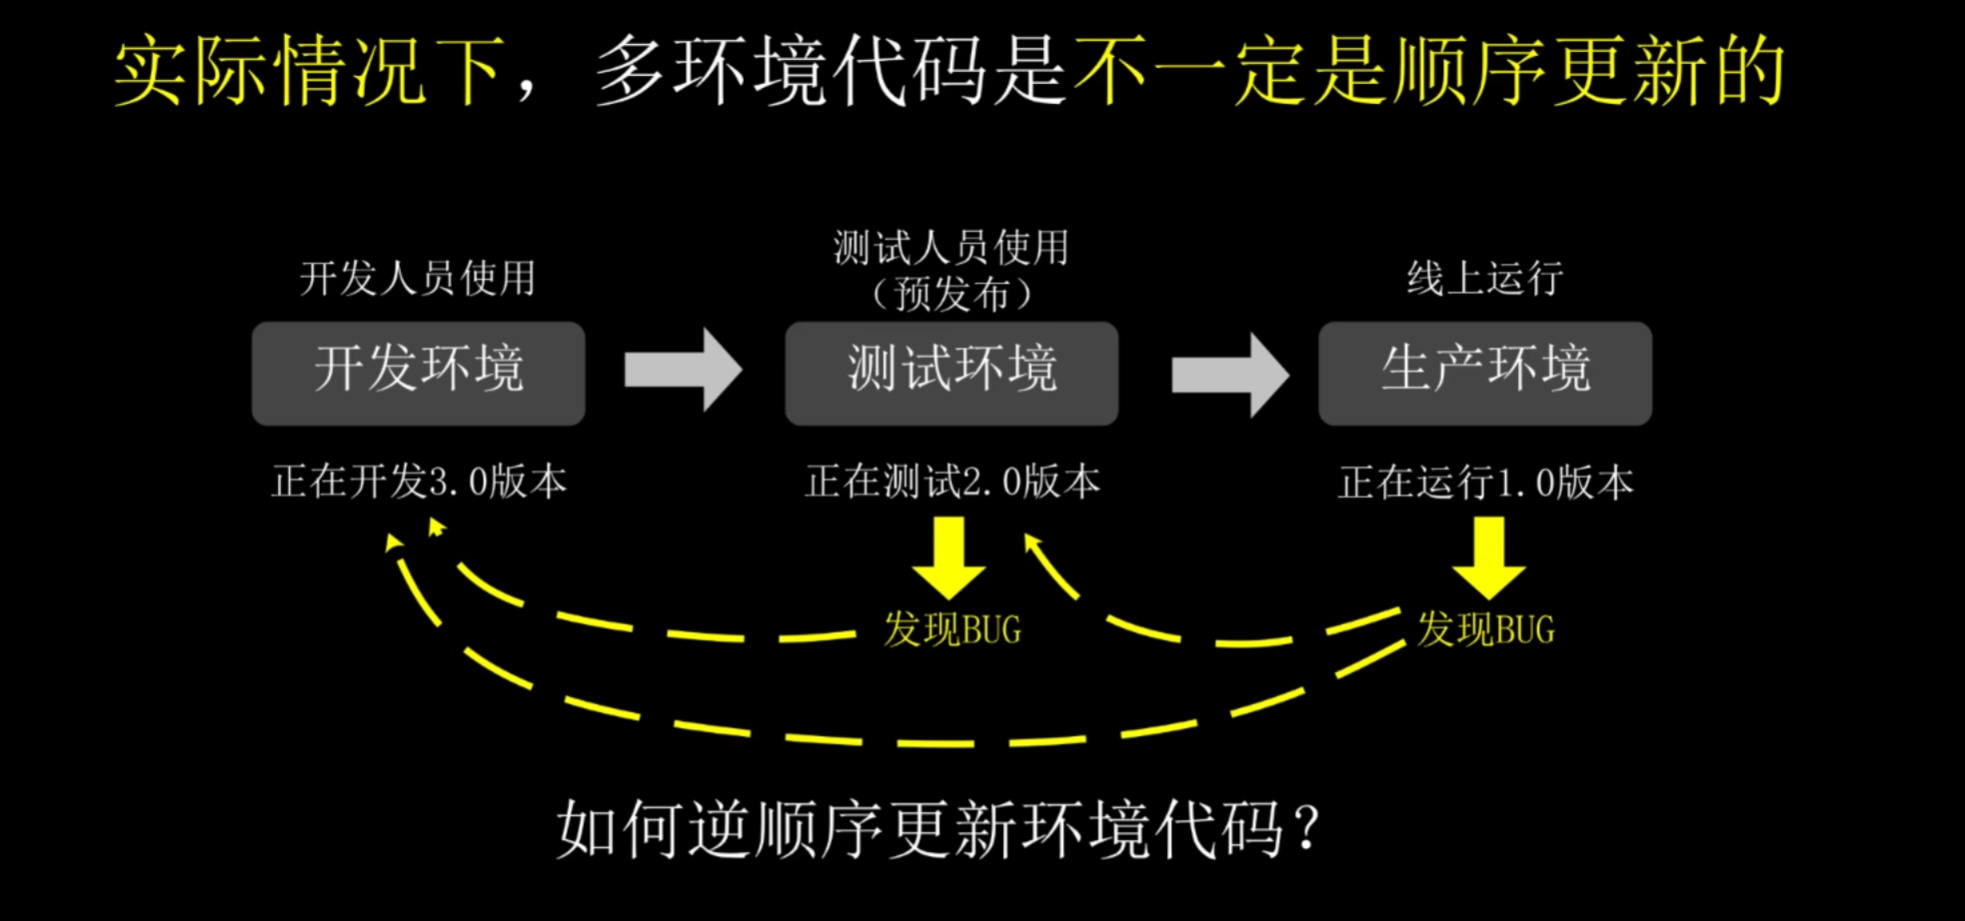 实际情况下，多环境代码是不一定是顺序更新的
开发人员使用
测试人员使用
（预发布）
线上运行
开发环境
测试环境
生产环境
正在开发3.0版本
正在测试2.0版本
正在运行1.0版本
发现BUG
发现BUG
如何逆顺序更新环境代码？